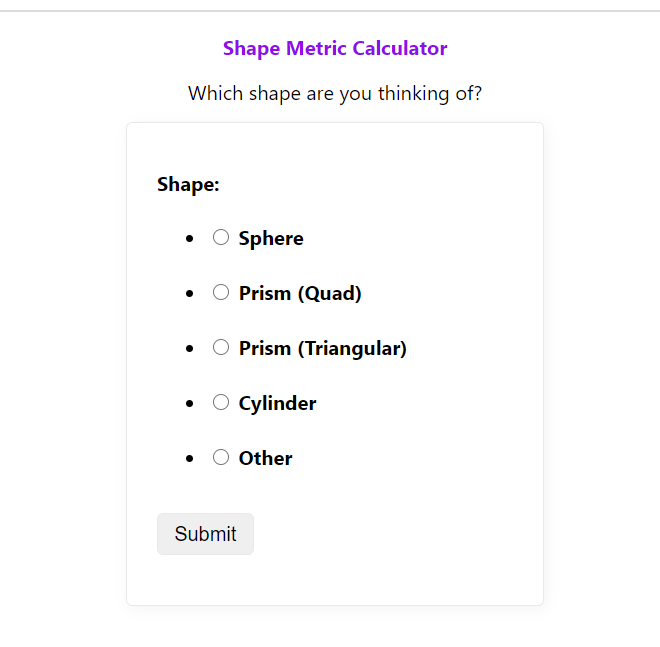 Shape Metric Calculator
Which shape are you thinking of?
Shape:
Sphere
Prism (Quad)
Prism (Triangular)
Cylinder
Other
Submit